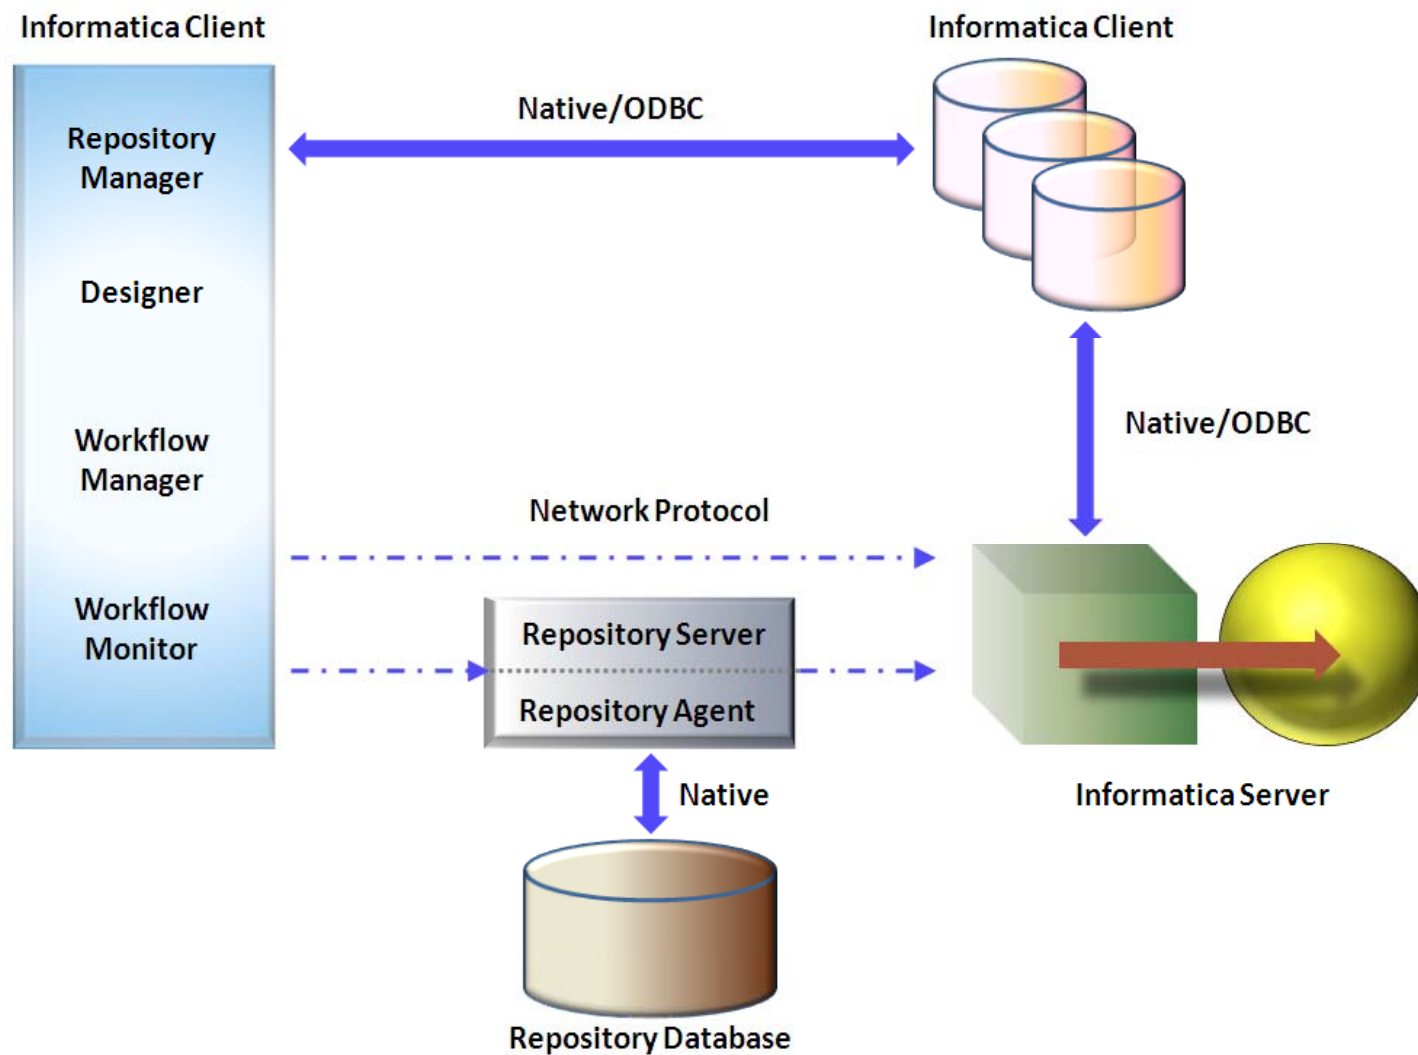 Informatica Client
Informatica Client
Native/ODBC
Repository
Manager
Designer
Native/ODBC
Workflow
Manager
Network Protocol
Workflow
Monitor
Repository Server
Repository Agent
Native
Informatica Server
Repository Database